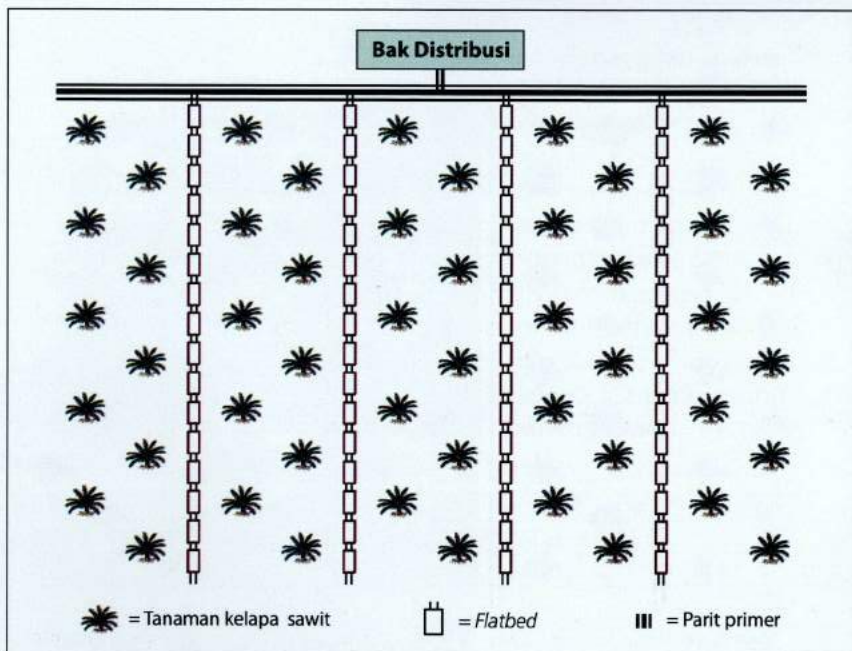 Bak Distribusi
= Tanaman kelapa sawit = Flatbed = Parit primer